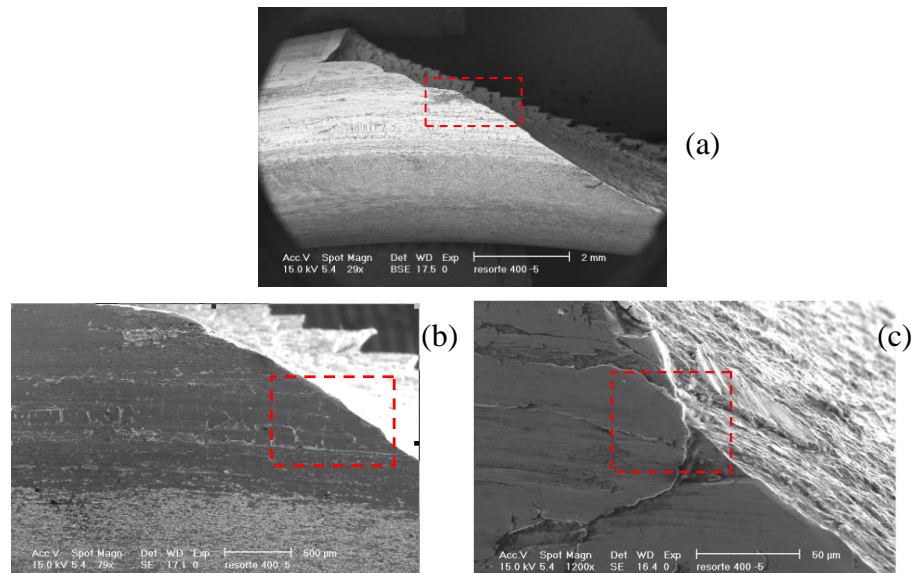 (a)
Acc.V Spot Magn Det WD Exp 2 mm
15.0 kV 5.4 29x BSE 17.5 0 resorte 400 -5
(b)
Acc.V Spot Magn Det WD Exp 500 µm
15.0 kV 5.4 79x SE 17.1 0 resorte 400 -5
(c)
Acc.V Spot Magn Det WD Exp 50 µm
15.0 kV 5.4 1200x SE 16.4 0 resorte 400 -5